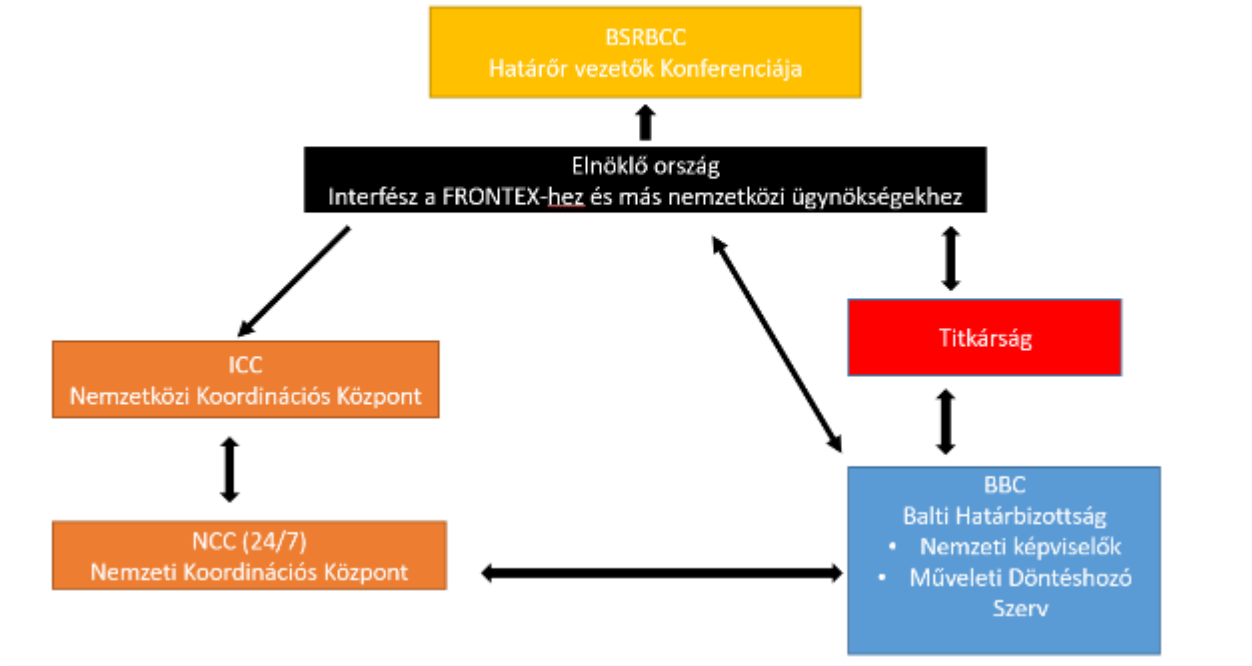 BSRBCC
Határőr vezetők Konferenciája
Elnöklő ország
Interfész a FRONTEX-hez és más nemzetközi ügynökségekhez
Titkárság
ICC
Nemzetközi Koordinációs Központ
BBC
Balti Határbizottság
• Nemzeti képviselők
• Műveleti Döntéshozó
Szerv
NCC (24/7)
Nemzeti Koordinációs Központ